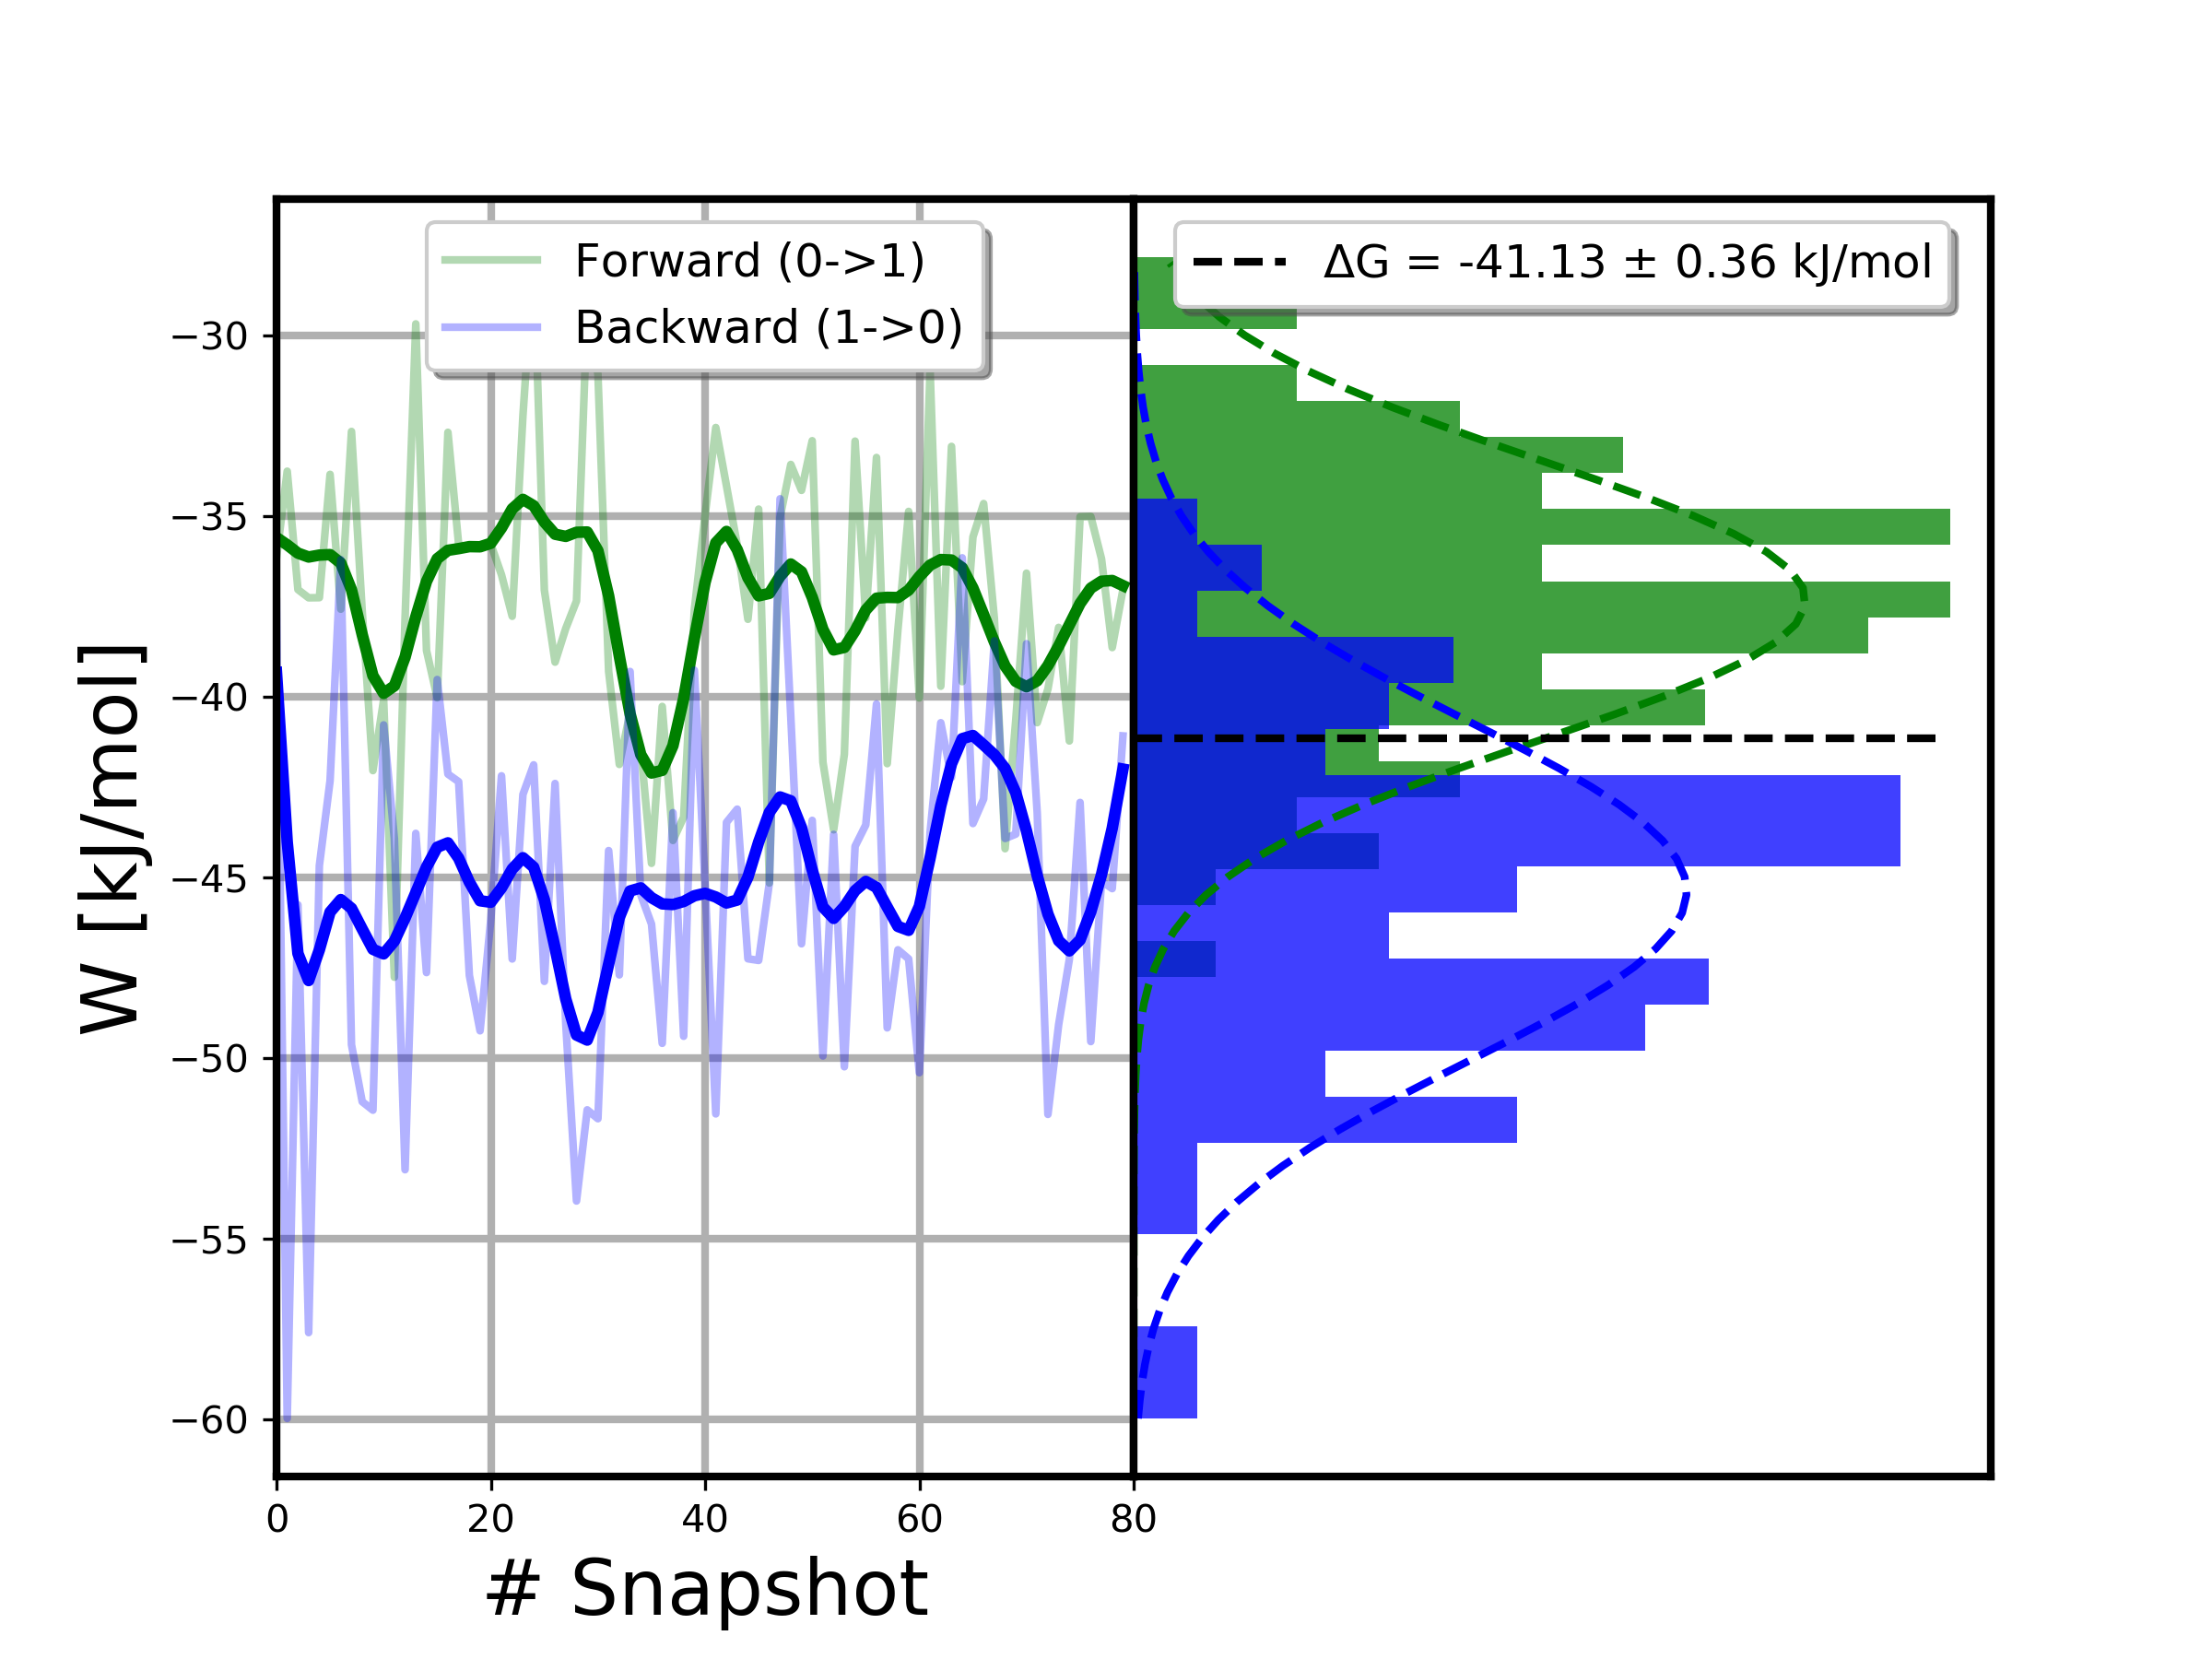 Forward (0->1)
Backward (1->0)
ΔG = -41.13 ± 0.36 kJ/mol
W [kJ/mol]
−30
−35
−40
−45
−50
−55
−60
0 20 40 60 80
# Snapshot